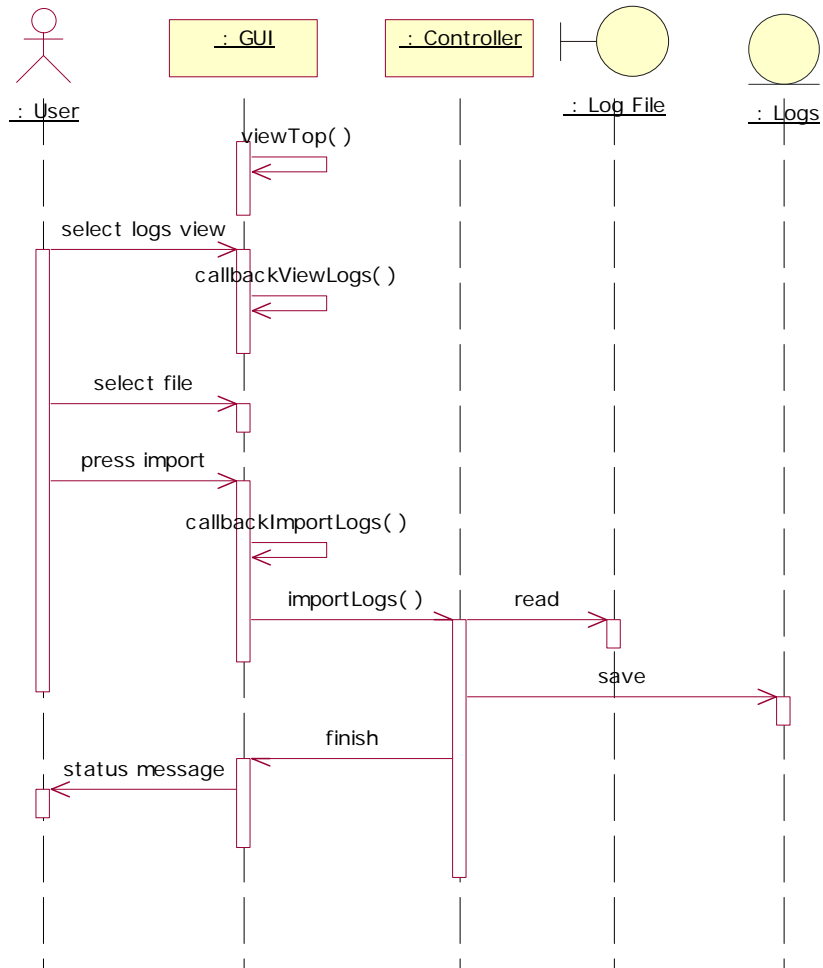 : GUI
: Controller
: User
: Log File
: Logs
viewTop( )
select logs view
callbackViewLogs( )
select file
press import
callbackImportLogs( )
importLogs( )
read
save
finish
status message